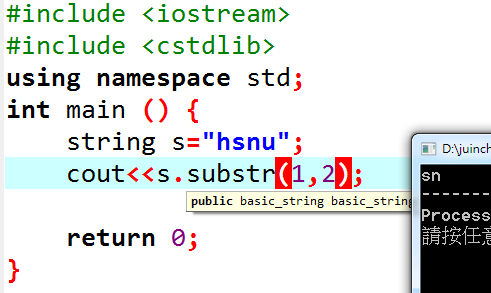 #include <iostream>
#include <cstdlib>
using namespace std;
int main () {
string s="hsnu";
cout<<s.substr(1,2);
public basic_string basic_string
return 0;
}
D:\juinch
sn
--------
Process
請按任意